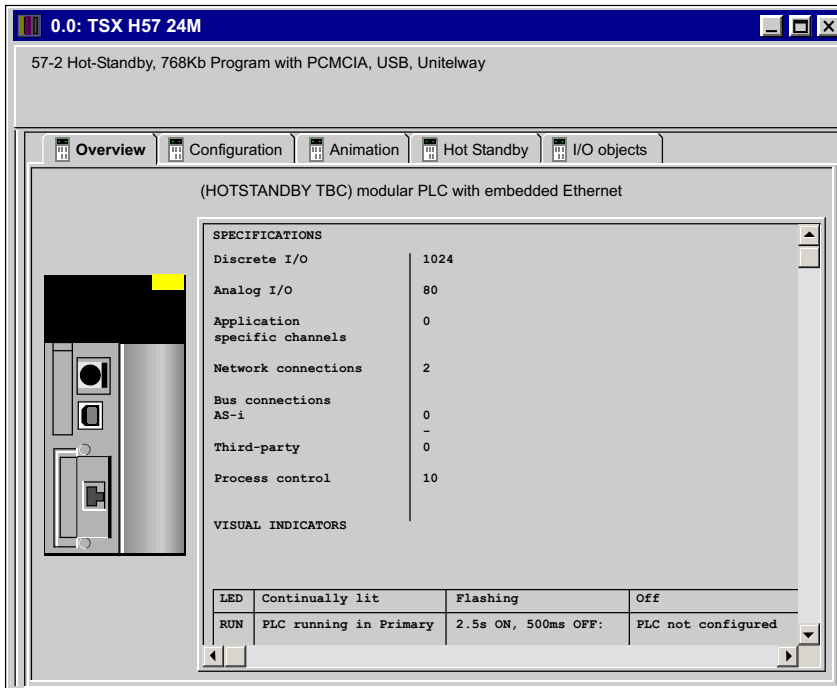 0.0: TSX H57 24M
57-2 Hot-Standby, 768Kb Program with PCMCIA, USB, Unitelway
Overview Configuration Animation Hot Standby I/O objects
(HOTSTANDBY TBC) modular PLC with embedded Ethernet
SPECIFICATIONS
Discrete I/O 1024
Analog I/O 80
Application 0
specific channels
Network connections 2
Bus connections
AS-i 0
-
Third-party 0
Process control 10
VISUAL INDICATORS
LED Continually lit Flashing Off
RUN PLC running in Primary 2.5s ON, 500ms OFF: PLC not configured